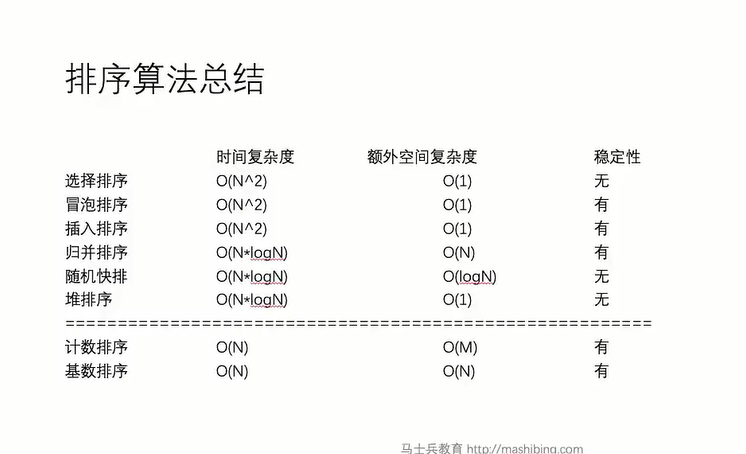 排序算法总结
时间复杂度 额外空间复杂度 稳定性
选择排序 O(N^2) O(1) 无
冒泡排序 O(N^2) O(1) 有
插入排序 O(N^2) O(1) 有
归并排序 O(N*logN) O(N) 有
随机快排 O(N*logN) O(logN) 无
堆排序 O(N*logN) O(1) 无
========================================================
计数排序 O(N) O(M) 有
基数排序 O(N) O(N) 有
马士兵教育 http://mashibing.com